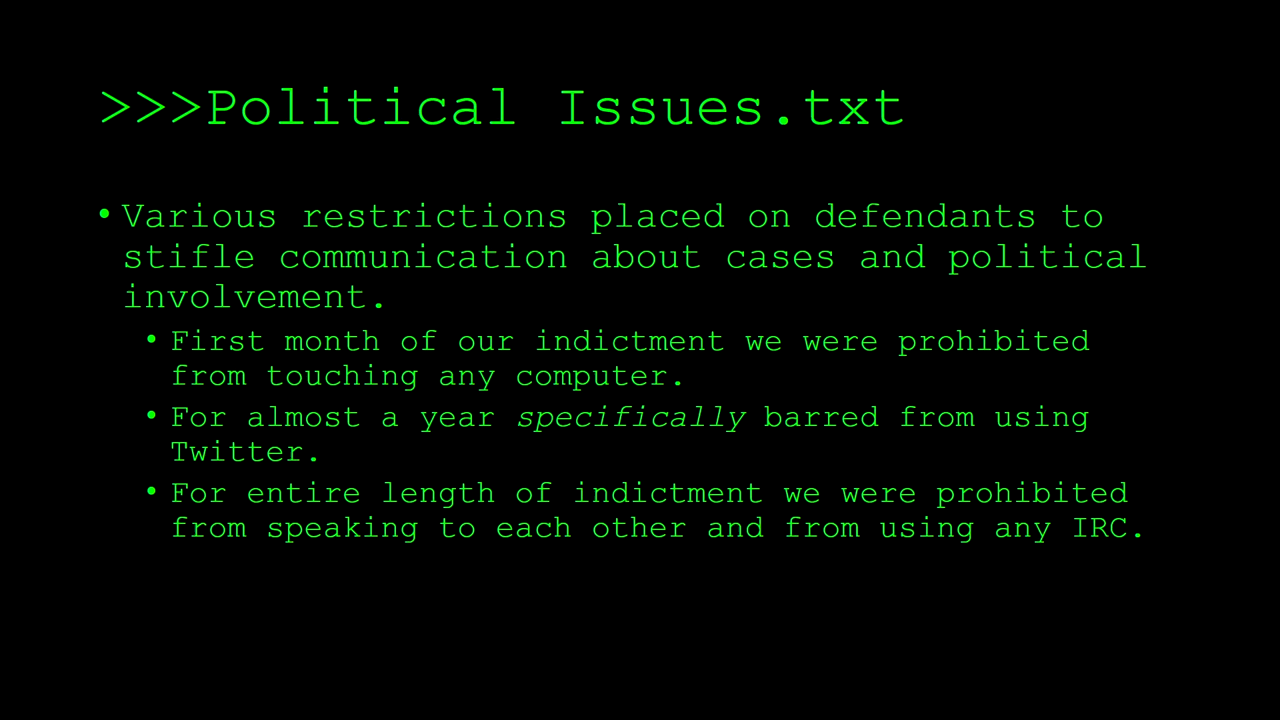 >>>Political Issues.txt
• Various restrictions placed on defendants to
stifle communication about cases and political
involvement.
• First month of our indictment we were prohibited
from touching any computer.
• For almost a year specifically barred from using
Twitter.
• For entire length of indictment we were prohibited
from speaking to each other and from using any IRC.